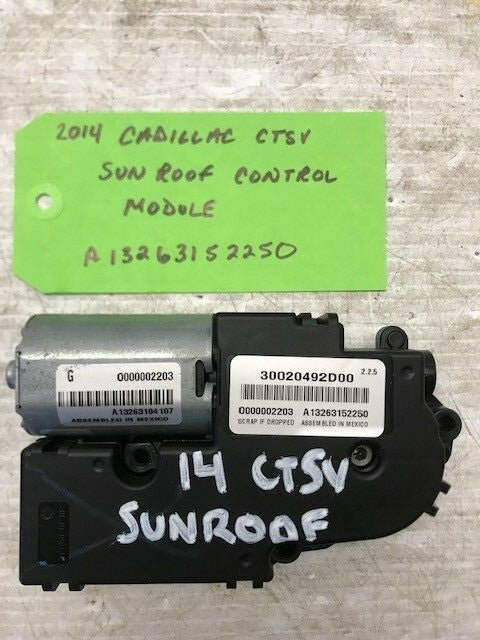 2014 CADILLAC CTSV
SUN ROOF CONTROL
MODULE
A13263152250
G 0000002203
A13263104107
ASSEMBLED IN MEXICO
30020492D00 2.2.5
0000002203 A13263152250
SCRAP IF DROPPED ASSEMBLED IN MEXICO
14 CTSV
SUNROOF